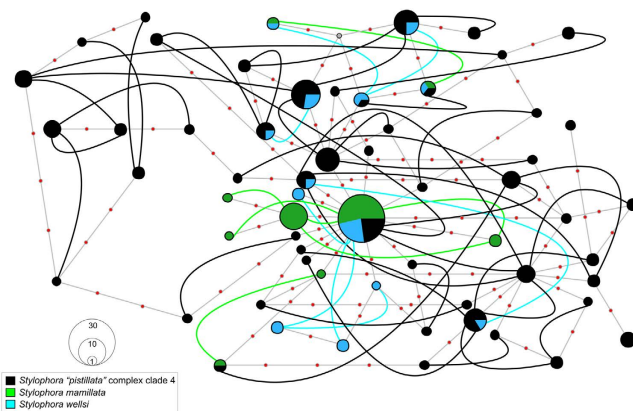 30
10
1
Stylophora "pistillata" complex clade 4
Stylophora mamillata
Stylophora wellsi